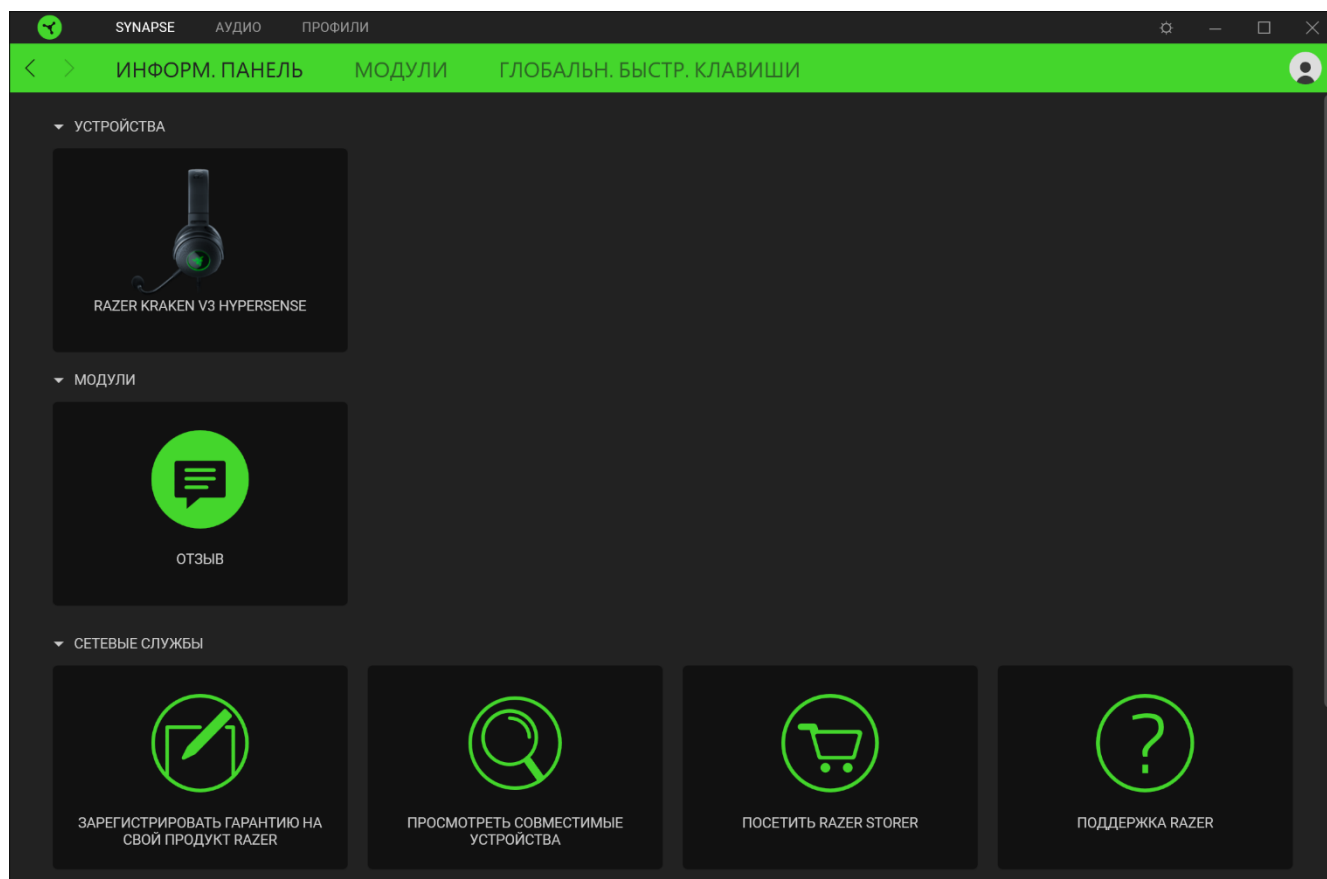 SYNAPSE АУДИО ПРОФИЛИ
ИНФОРМ. ПАНЕЛЬ МОДУЛИ ГЛОБАЛЬН. БЫСТР. КЛАВИШИ
УСТРОЙСТВА
RAZER KRAKEN V3 HYPERSENSE
МОДУЛИ
ОТЗЫВ
СЕТЕВЫЕ СЛУЖБЫ
ЗАРЕГИСТРИРОВАТЬ ГАРАНТИЮ НА
СВОЙ ПРОДУКТ RAZER
ПРОСМОТРЕТЬ СОВМЕСТИМЫЕ
УСТРОЙСТВА
ПОСЕТИТЬ RAZER STORER
ПОДДЕРЖКА RAZER